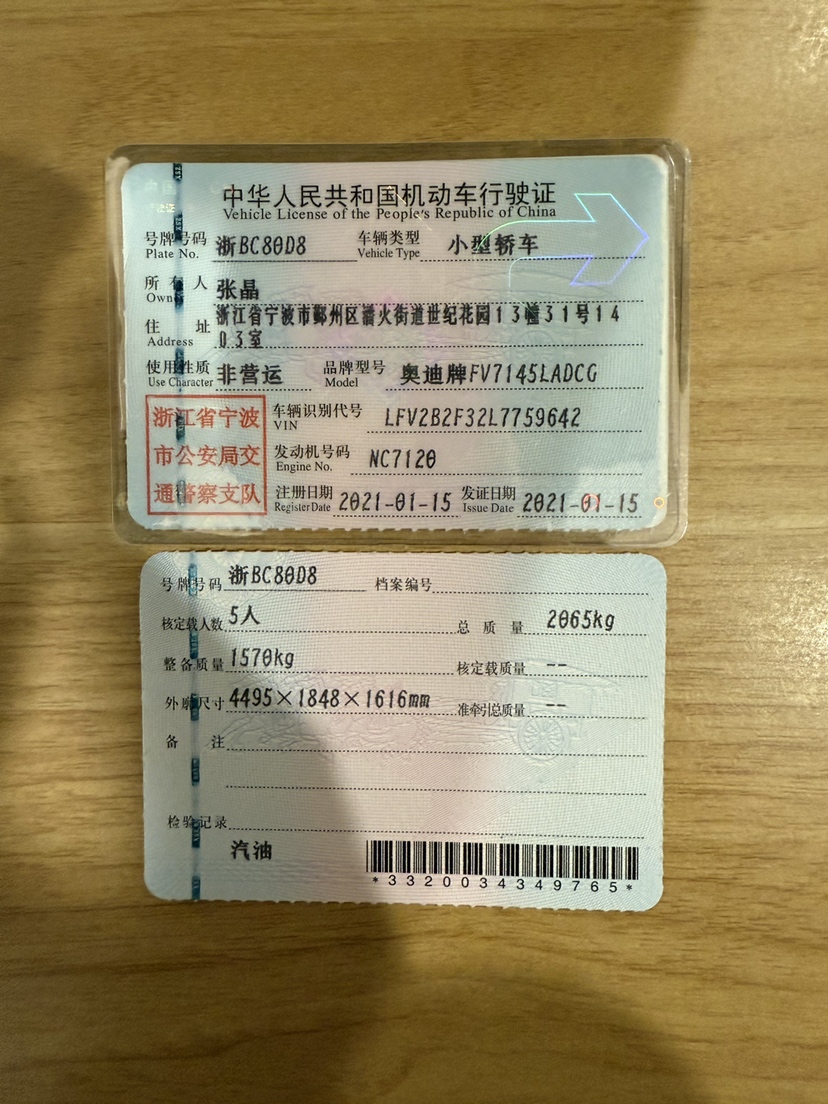 中华人民共和国机动车行驶证
Vehicle License of the People's Republic of China
号牌号码 浙BC80D8 车辆类型 小型轿车
Plate No. Vehicle Type
所有人 张晶
Owner
浙江省宁波市鄞州区潘火街道世纪花园13幢31号14
住址 03室
Address
使用性质 非营运 品牌型号 奥迪牌FV7145LADCG
Use Character Model
浙江省宁波
市公安局交
通警察支队
车辆识别代号 LFV2B2F32L7759642
VIN
发动机号码 NC7120
Engine No.
注册日期 2021-01-15 发证日期 2021-01-15
Register Date Issue Date
号牌号码 浙BC80D8 档案编号
核定载人数 5人 总质量 2065kg
整备质量 1570kg 核定载质量 --
外廓尺寸 4495×1848×1616mm 准牵引总质量 --
备注
检验记录
汽油
*3320034349765*